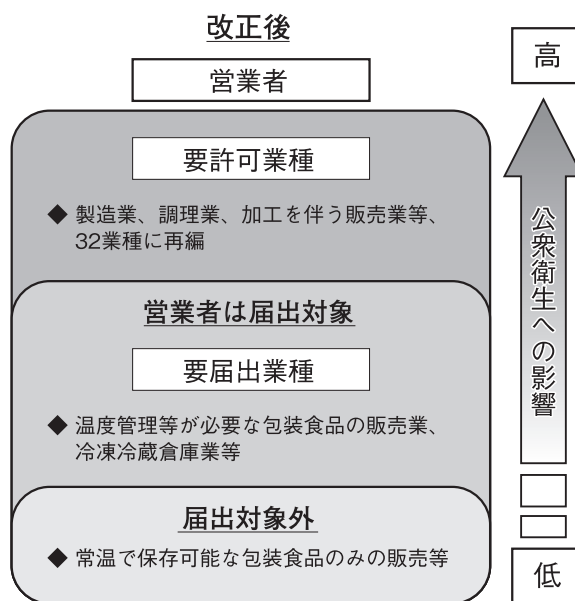 改正後
営業者
要許可業種
◆ 製造業、調理業、加工を伴う販売業等、
32業種に再編
営業者は届出対象
要届出業種
◆ 温度管理等が必要な包装食品の販売業、
冷凍冷蔵倉庫業等
届出対象外
◆ 常温で保存可能な包装食品のみの販売等
高
公衆衛生への影響
低